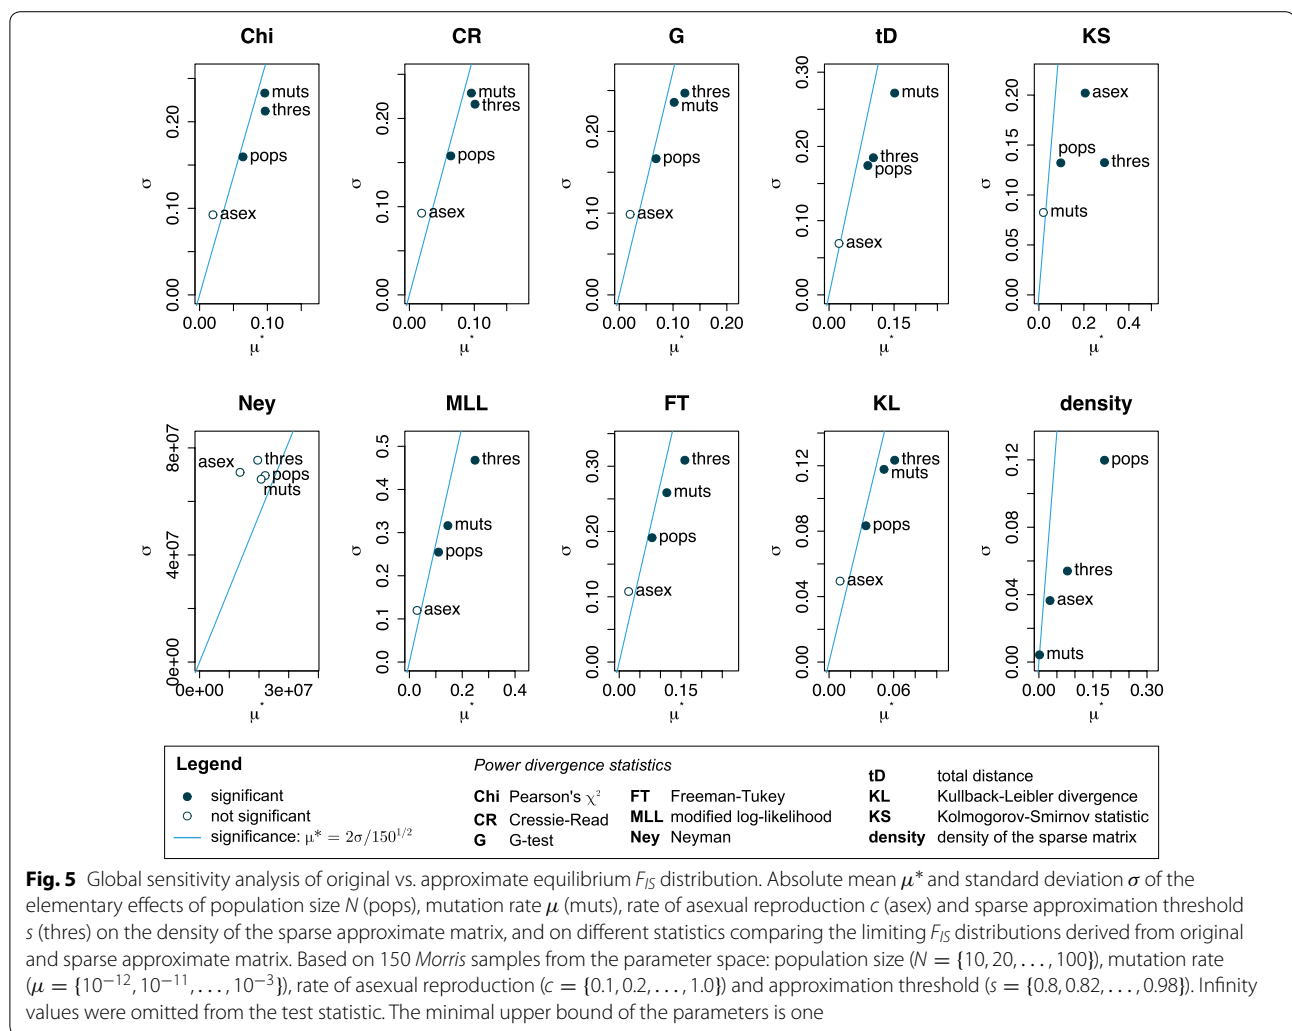 Chi
CR
G
tD
KS
σ
0.00
0.10
0.20
muts
thres
pops
asex
0.00
0.10
μ*
σ
0.00
0.10
0.20
muts
thres
pops
asex
0.00
0.10
μ*
σ
0.00
0.10
0.20
thres
muts
pops
asex
0.00
0.10
0.20
μ*
σ
0.00
0.10
0.20
0.30
muts
thres
pops
asex
0.00
0.15
μ*
σ
0.00
0.05
0.10
0.15
0.20
asex
pops
thres
muts
0.0
0.2
0.4
μ*
Ney
MLL
FT
KL
density
σ
0e+00
4e+07
8e+07
asex
thres
pops
muts
0e+00
3e+07
μ*
σ
0.0
0.1
0.2
0.3
0.4
0.5
thres
muts
pops
asex
0.0
0.2
0.4
μ*
σ
0.00
0.10
0.20
0.30
thres
muts
pops
asex
0.00
0.15
μ*
σ
0.00
0.04
0.08
0.12
thres
muts
pops
asex
0.00
0.06
μ*
σ
0.00
0.04
0.08
0.12
pops
thres
asex
muts
0.00
0.15
0.30
μ*
Legend
significant
not significant
significance: μ* = 2σ/150^{1/2}
Power divergence statistics
Chi Pearson's χ²
CR Cressie-Read
G G-test
FT Freeman-Tukey
MLL modified log-likelihood
Ney Neyman
tD total distance
KL Kullback-Leibler divergence
KS Kolmogorov-Smirnov statistic
density density of the sparse matrix
Fig. 5 Global sensitivity analysis of original vs. approximate equilibrium F_{IS} distribution. Absolute mean μ* and standard deviation σ of the
elementary effects of population size N (pops), mutation rate μ (muts), rate of asexual reproduction c (asex) and sparse approximation threshold
s (thres) on the density of the sparse approximate matrix, and on different statistics comparing the limiting F_{IS} distributions derived from original
and sparse approximate matrix. Based on 150 Morris samples from the parameter space: population size (N = {10, 20, . . . , 100}), mutation rate
(μ = {10^{−12}, 10^{−11}, . . . , 10^{−3}}), rate of asexual reproduction (c = {0.1, 0.2, . . . , 1.0}) and approximation threshold (s = {0.8, 0.82, . . . , 0.98}). Infinity
values were omitted from the test statistic. The minimal upper bound of the parameters is one